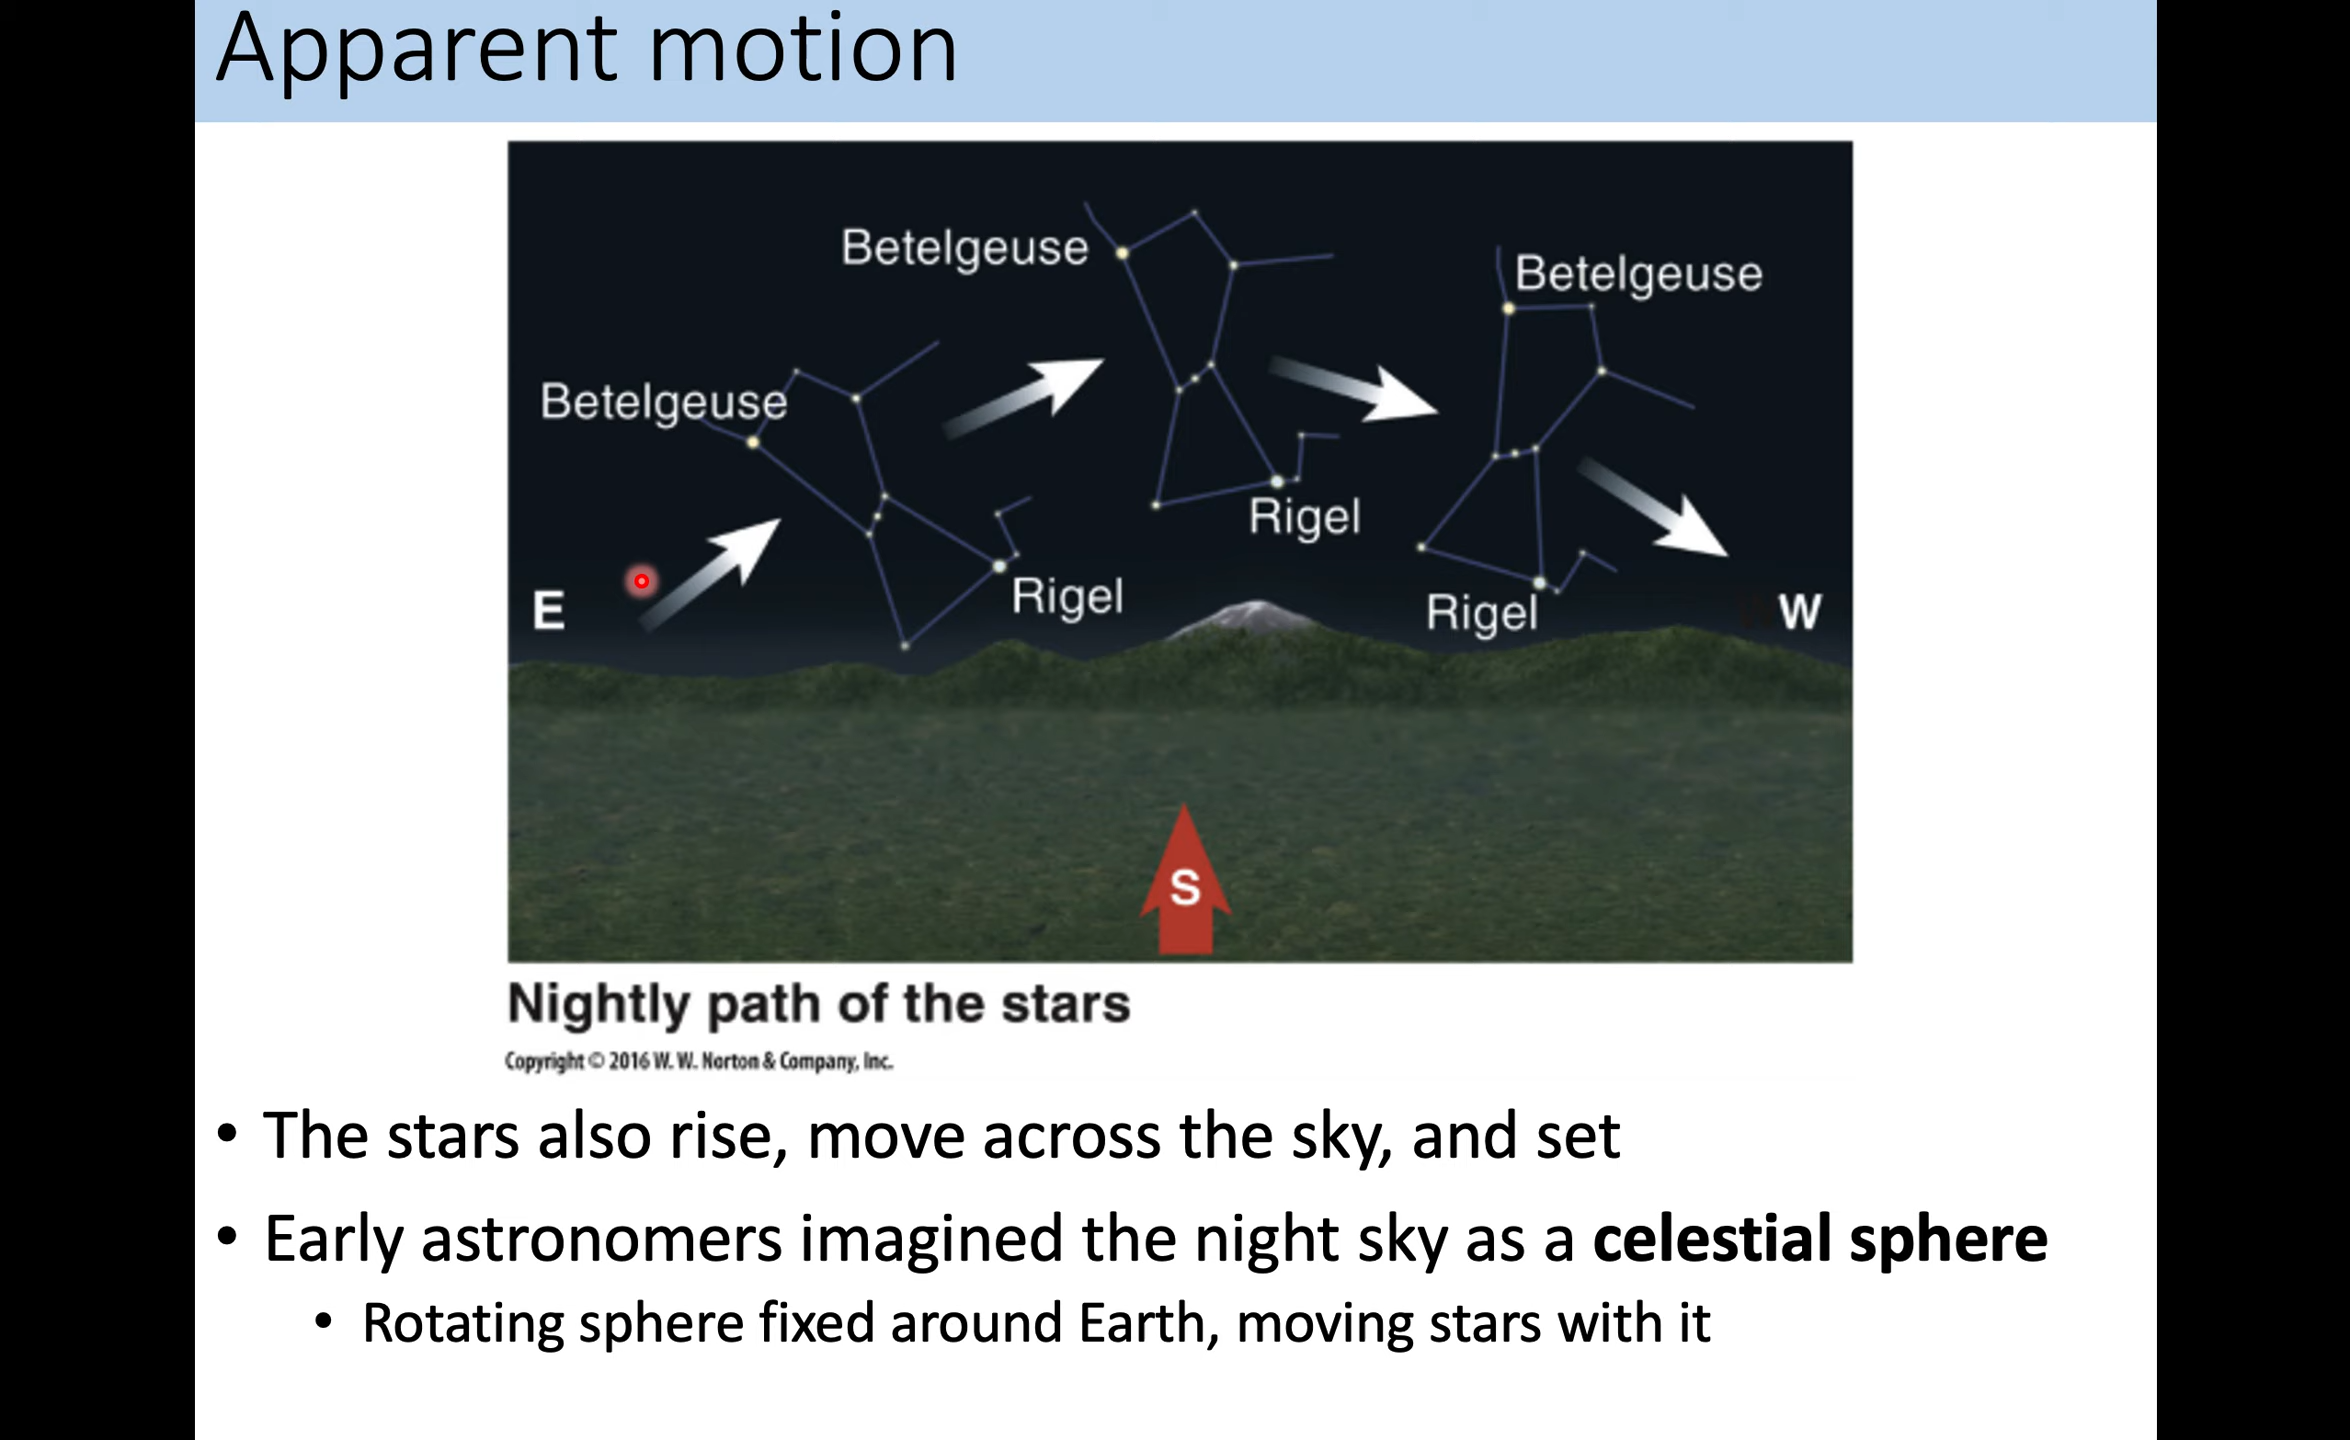 Apparent motion
Betelgeuse
Betelgeuse
Betelgeuse
Rigel
Rigel
Rigel
E
W
S
Nightly path of the stars
Copyright © 2016 W. W. Norton & Company, Inc.
• The stars also rise, move across the sky, and set
• Early astronomers imagined the night sky as a celestial sphere
• Rotating sphere fixed around Earth, moving stars with it